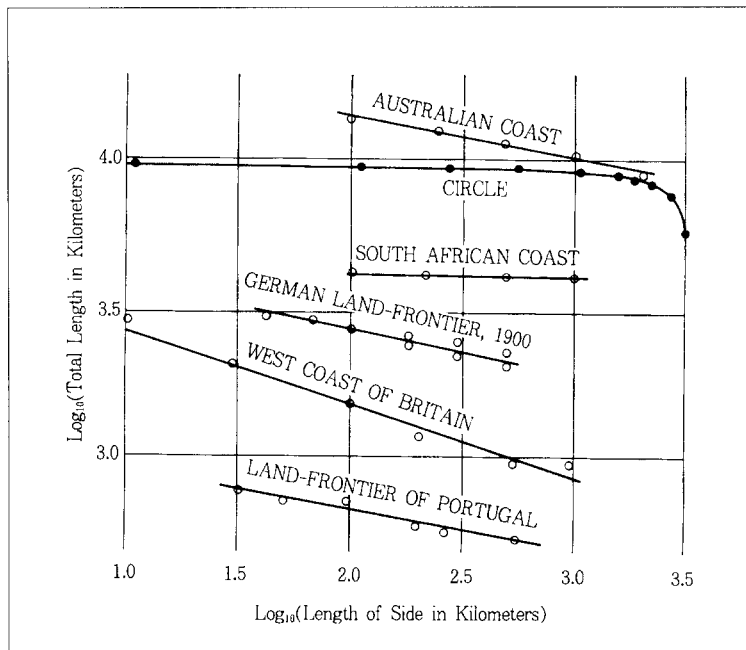 AUSTRALIAN COAST
4.0
CIRCLE
SOUTH AFRICAN COAST
GERMAN LAND-FRONTIER, 1900
3.5
WEST COAST OF BRITAIN
3.0
LAND-FRONTIER OF PORTUGAL
Log₁₀(Total Length in Kilometers)
1.0 1.5 2.0 2.5 3.0 3.5
Log₁₀(Length of Side in Kilometers)